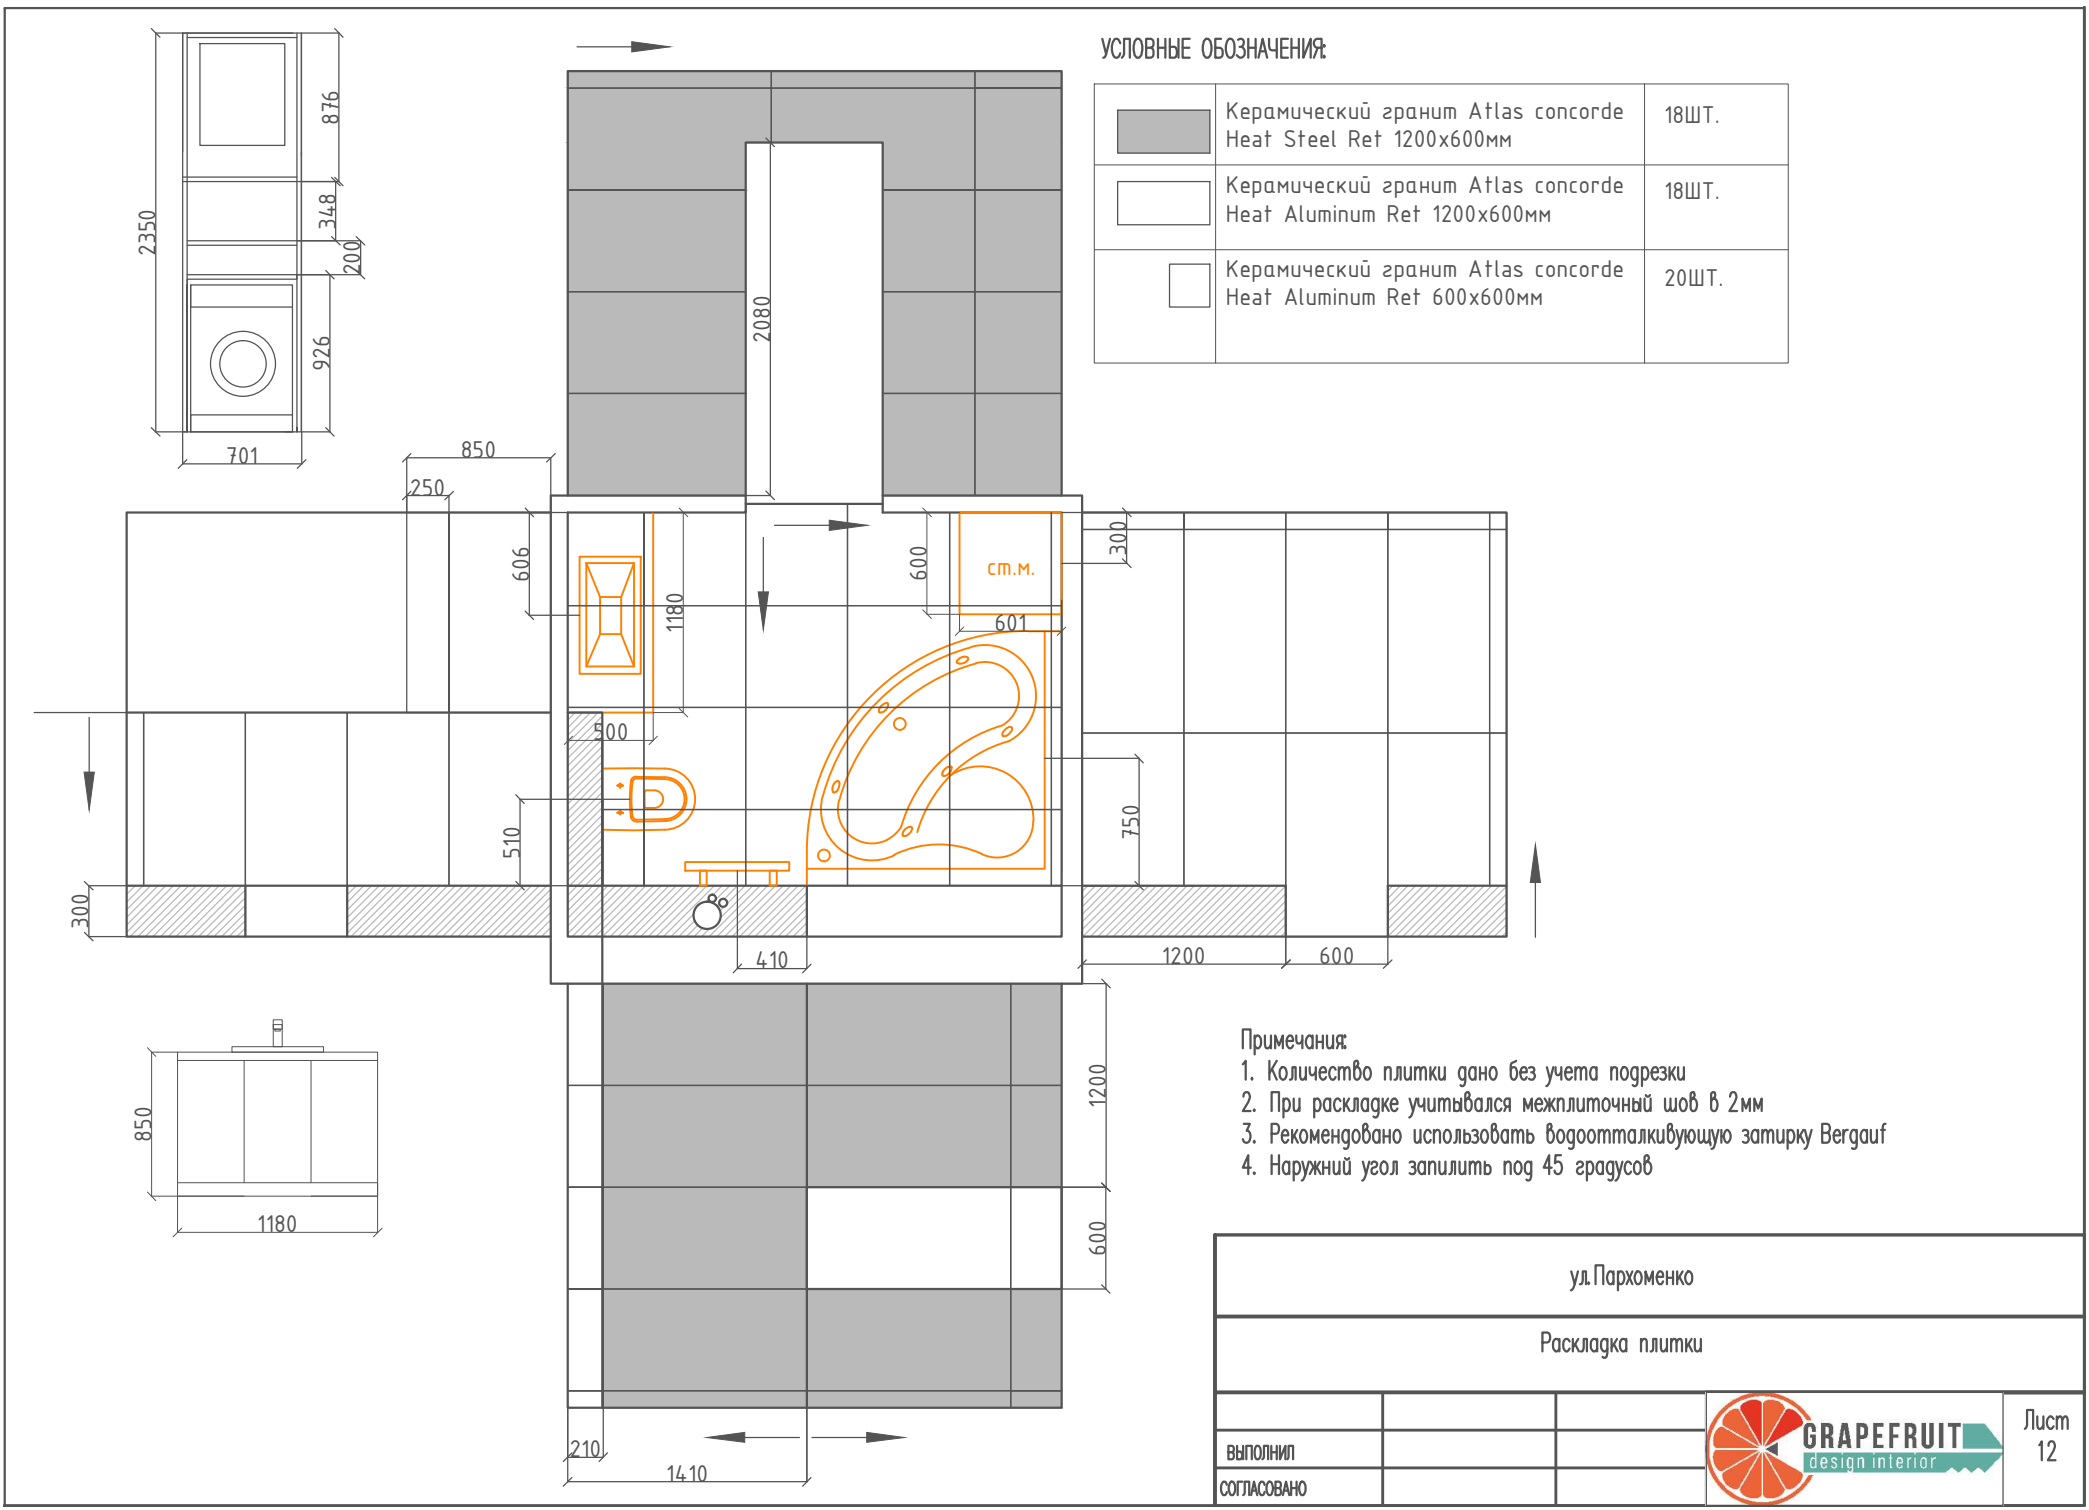 УСЛОВНЫЕ ОБОЗНАЧЕНИЯ:
Керамический гранит Atlas concorde
Heat Steel Ret 1200х600мм
18ШТ.
Керамический гранит Atlas concorde
Heat Aluminum Ret 1200х600мм
18ШТ.
Керамический гранит Atlas concorde
Heat Aluminum Ret 600х600мм
20ШТ.
2350
876
348
200
926
701
850
250
2080
606
1180
600
ст.м.
601
300
500
510
750
300
410
1200
600
850
1180
1200
600
210
1410
Примечания:
1. Количество плитки дано без учета подрезки
2. При раскладке учитывался межплиточный шов в 2мм
3. Рекомендовано использовать водоотталкивующую затирку Bergauf
4. Наружний угол запилить под 45 градусов
ул.Пархоменко
Раскладка плитки
ВЫПОЛНИЛ
СОГЛАСОВАНО
GRAPEFRUIT
design interior
Лист
12